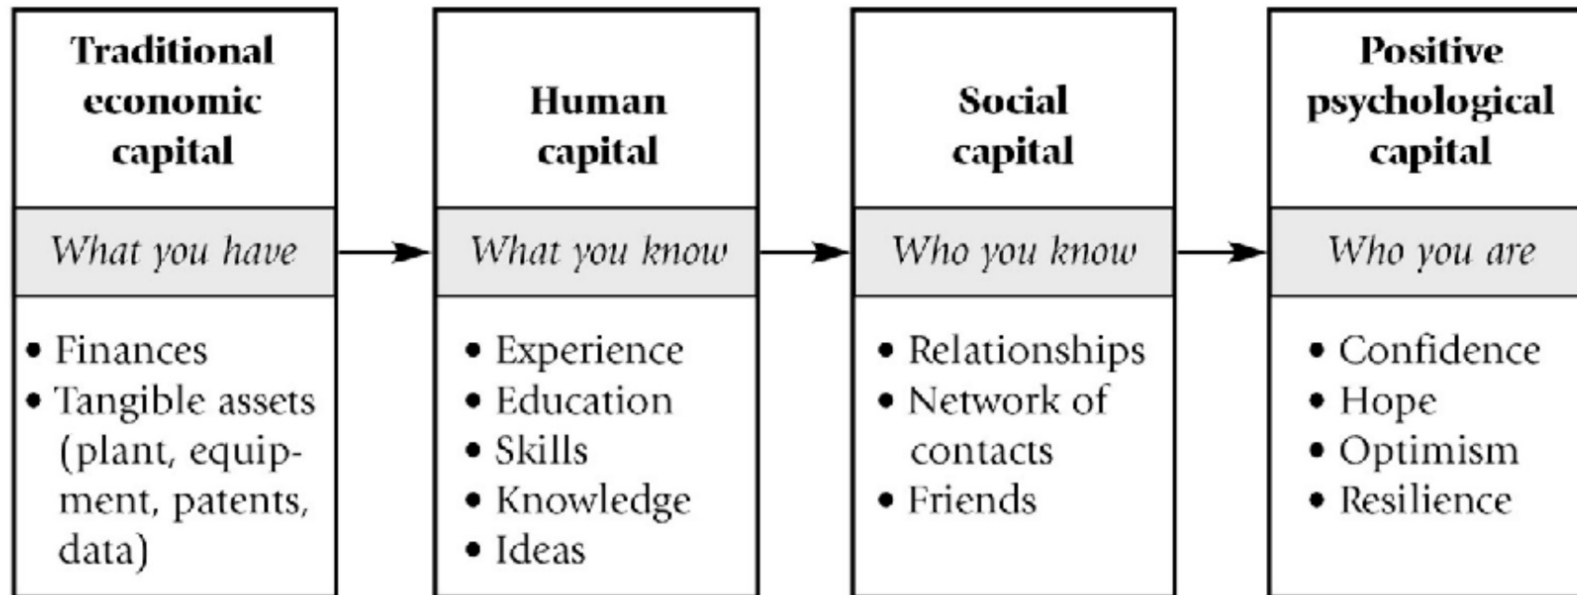 Traditional
economic
capital
What you have
• Finances
• Tangible assets
(plant, equip-
ment, patents,
data)
Human
capital
What you know
• Experience
• Education
• Skills
• Knowledge
• Ideas
Social
capital
Who you know
• Relationships
• Network of
contacts
• Friends
Positive
psychological
capital
Who you are
• Confidence
• Hope
• Optimism
• Resilience